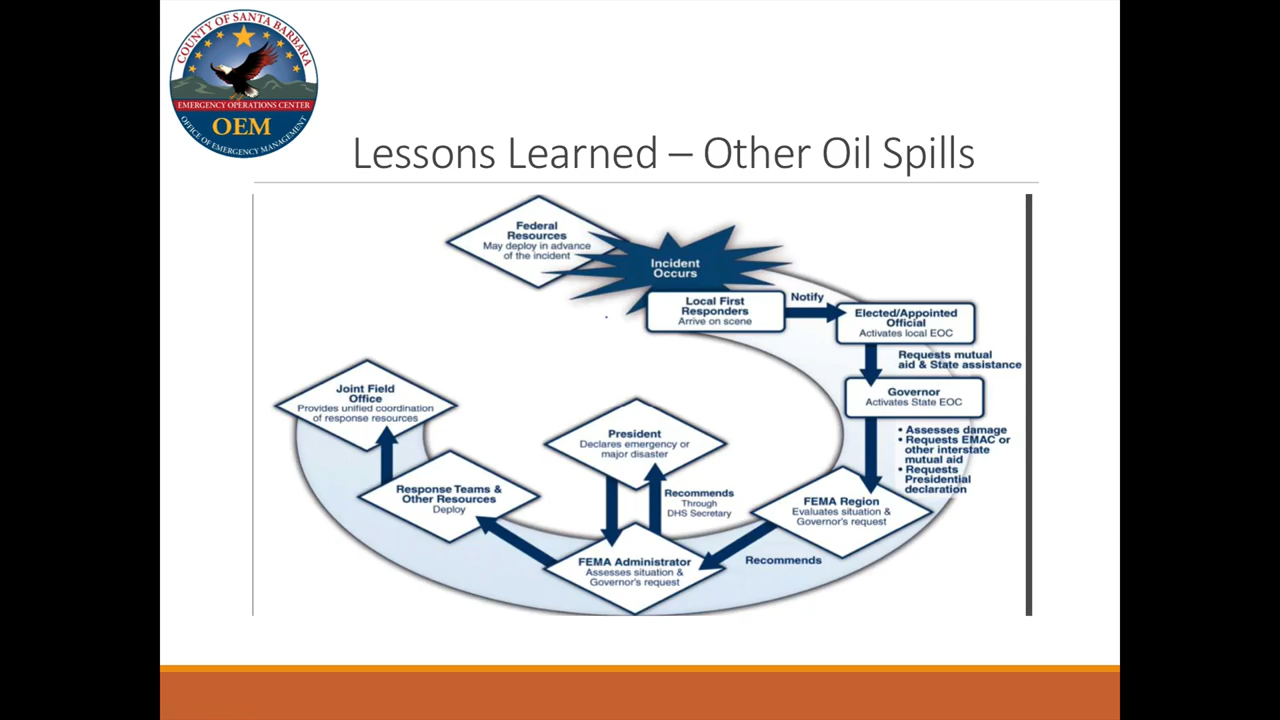 COUNTY OF SANTA BARBARA
EMERGENCY OPERATIONS CENTER
OEM
OFFICE OF EMERGENCY MANAGEMENT
Lessons Learned – Other Oil Spills
Federal
Resources
May deploy in advance
of the incident
Incident
Occurs
Local First
Responders
Arrive on scene
Notify
Elected/Appointed
Official
Activates local EOC
Requests mutual
aid & State assistance
Governor
Activates State EOC
• Assesses damage
• Requests EMAC or
other interstate
mutual aid
• Requests
Presidential
declaration
FEMA Region
Evaluates situation &
Governor's request
Recommends
FEMA Administrator
Assesses situation &
Governor's request
Recommends
Through
DHS Secretary
President
Declares emergency or
major disaster
Response Teams &
Other Resources
Deploy
Joint Field
Office
Provides unified coordination
of response resources